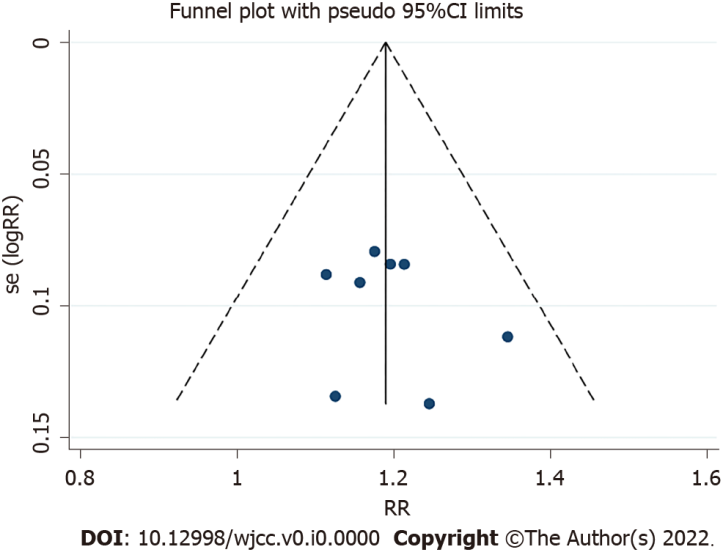 Funnel plot with pseudo 95%CI limits
0
0.05
0.1
0.15
se (logRR)
0.8 1 1.2 1.4 1.6
RR
DOI: 10.12998/wjcc.v0.i0.0000 Copyright ©The Author(s) 2022.